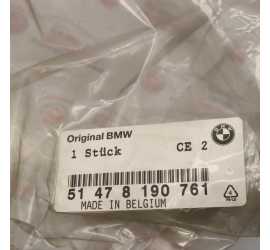 Original BMW
1 Stück CE 2
51 47 8 190 761
MADE IN BELGIUM